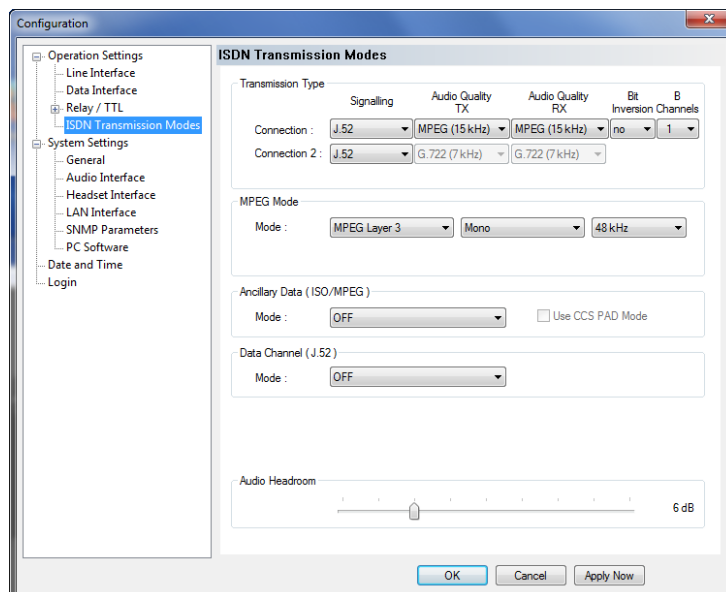 Configuration
Operation Settings
Line Interface
Data Interface
Relay / TTL
ISDN Transmission Modes
System Settings
General
Audio Interface
Headset Interface
LAN Interface
SNMP Parameters
PC Software
Date and Time
Login
ISDN Transmission Modes
Transmission Type
Signalling Audio Quality TX Audio Quality RX Bit Inversion B Channels
Connection : J.52 MPEG (15 kHz) MPEG (15 kHz) no 1
Connection 2 : J.52 G.722 (7 kHz) G.722 (7 kHz)
MPEG Mode
Mode : MPEG Layer 3 Mono 48 kHz
Ancillary Data ( ISO/MPEG )
Mode : OFF Use CCS PAD Mode
Data Channel ( J.52 )
Mode : OFF
Audio Headroom
6 dB
OK Cancel Apply Now